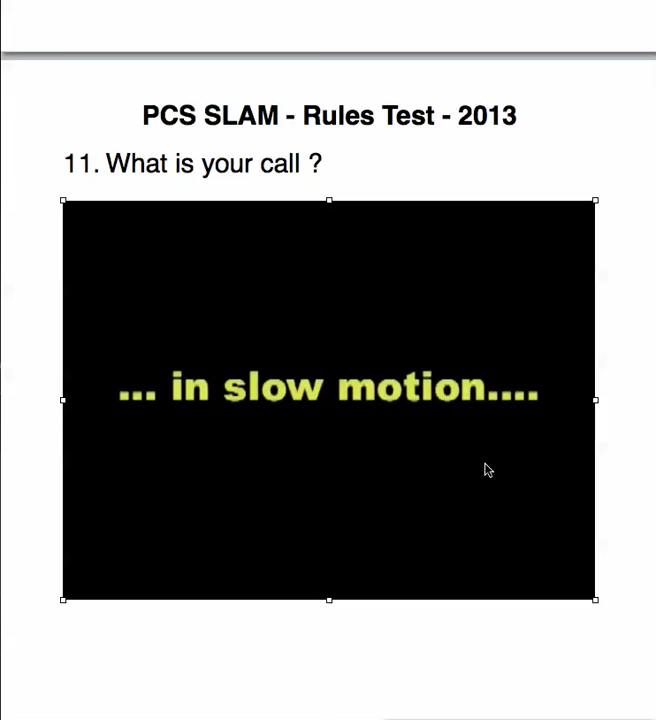 PCS SLAM - Rules Test - 2013
11. What is your call ?
... in slow motion....